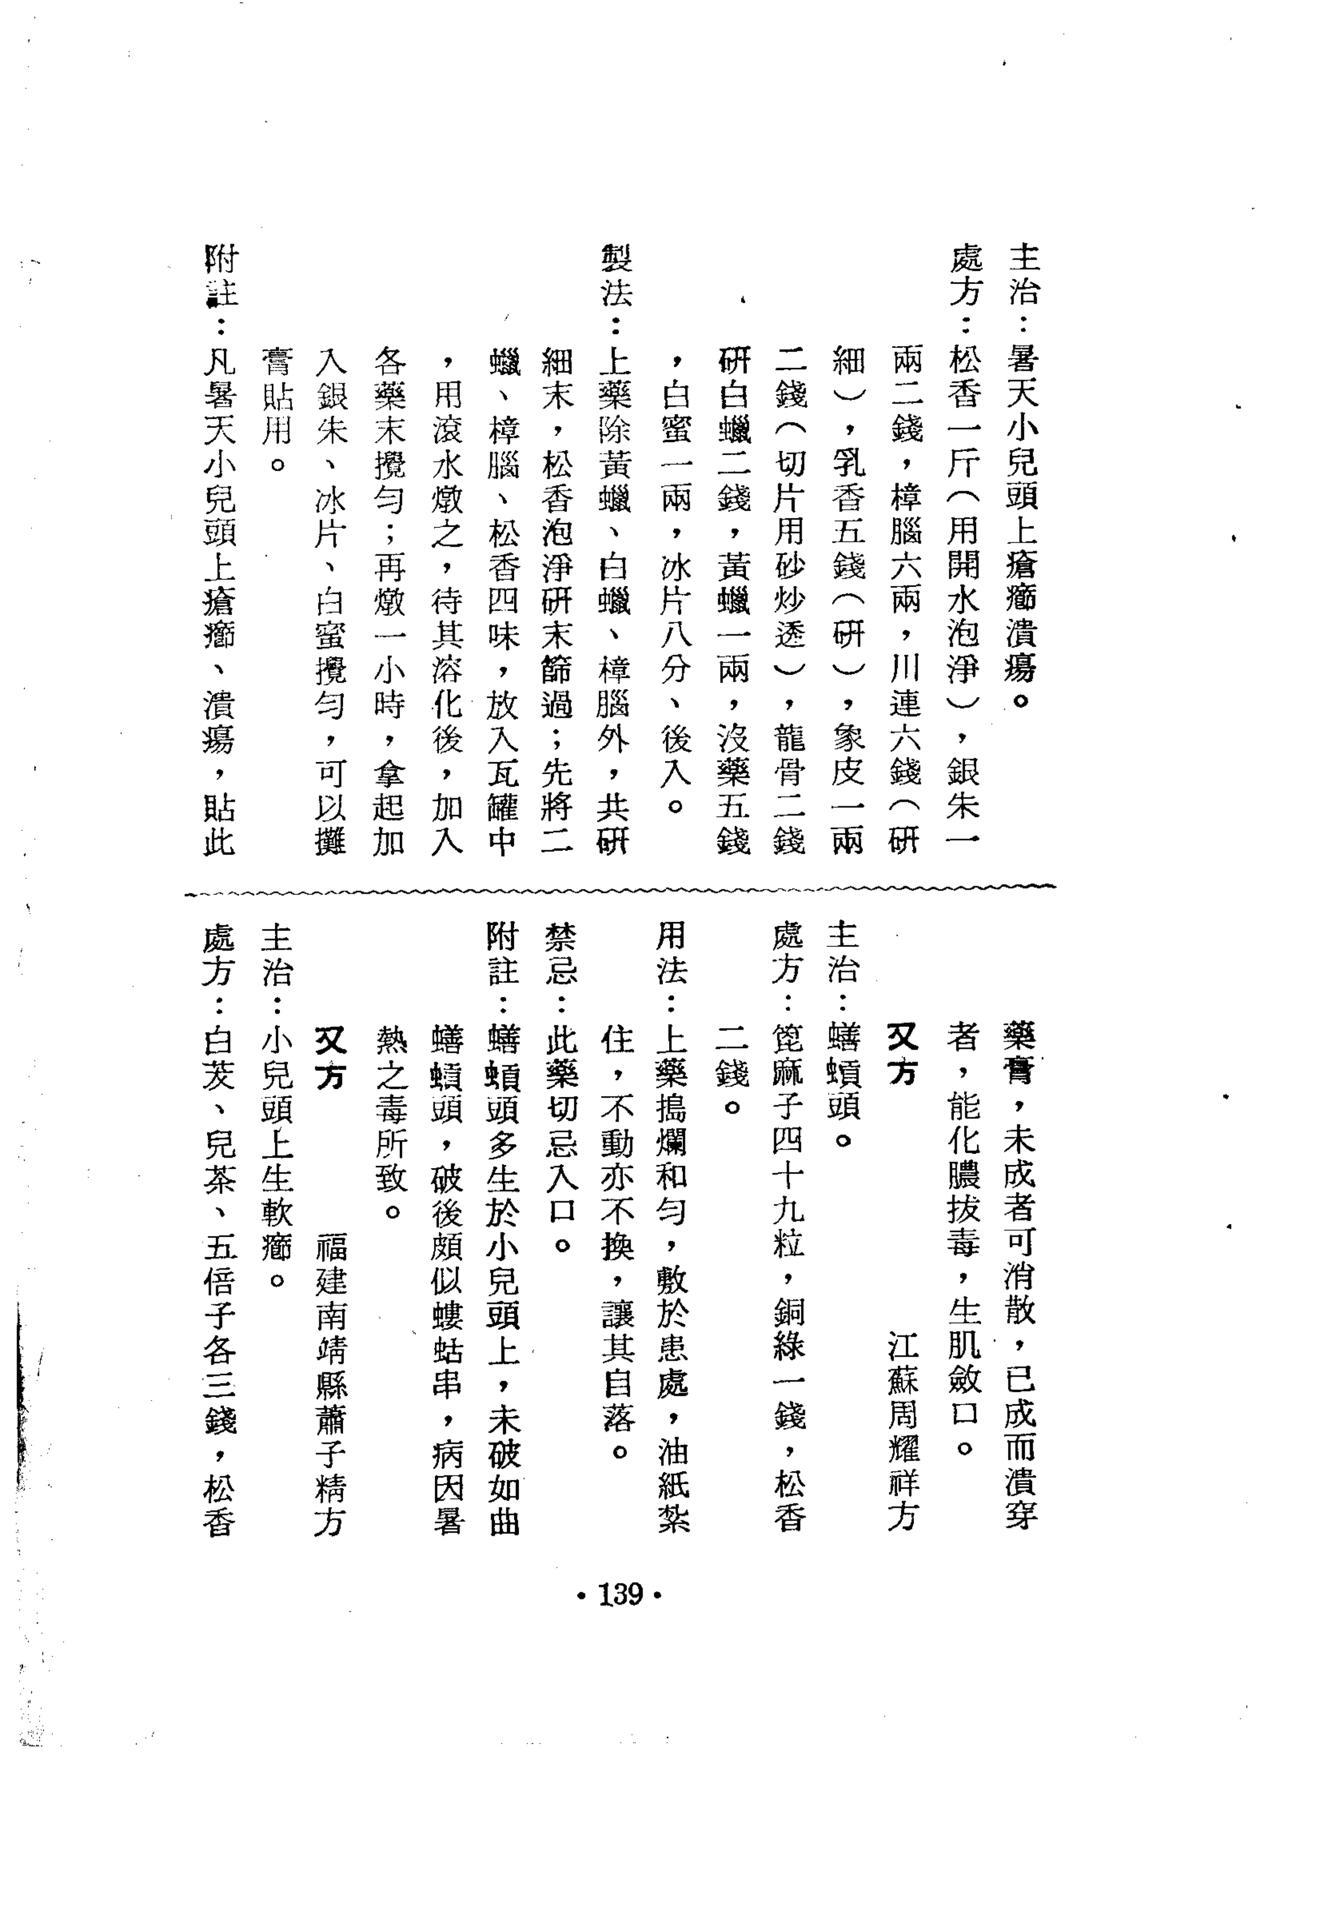 主治：暑天小兒頭上瘡癤潰瘍。
處方：松香一斤（用開水泡淨），銀朱一
兩二錢，樟腦六兩，川連六錢（研
細），乳香五錢（研），象皮一兩
二錢（切片用砂炒透），龍骨二錢
研白蠟二錢，黃蠟一兩，沒藥五錢
，白蜜一兩，冰片八分、後入。
製法：上藥除黃蠟、白蠟、樟腦外，共研
細末，松香泡淨研末篩過；先將二
蠟、樟腦、松香四味，放入瓦罐中
，用滾水燉之，待其溶化後，加入
各藥末攪勻；再燉一小時，拿起加
入銀朱、冰片、白蜜攪勻，可以攤
膏貼用。
附註：凡暑天小兒頭上瘡癤、潰瘍，貼此
藥膏，未成者可消散，已成而潰穿
者，能化膿拔毒，生肌斂口。
又方　江蘇周耀祥方
主治：蟮蟦頭。
處方：篦麻子四十九粒，銅綠一錢，松香
二錢。
用法：上藥搗爛和勻，敷於患處，油紙紮
住，不動亦不換，讓其自落。
禁忌：此藥切忌入口。
附註：蟮蟦頭多生於小兒頭上，未破如曲
蟮蟦頭，破後頗似螻蛄串，病因暑
熱之毒所致。
又方　福建南靖縣蕭子精方
主治：小兒頭上生軟癤。
處方：白芨、兒茶、五倍子各三錢，松香
•139•